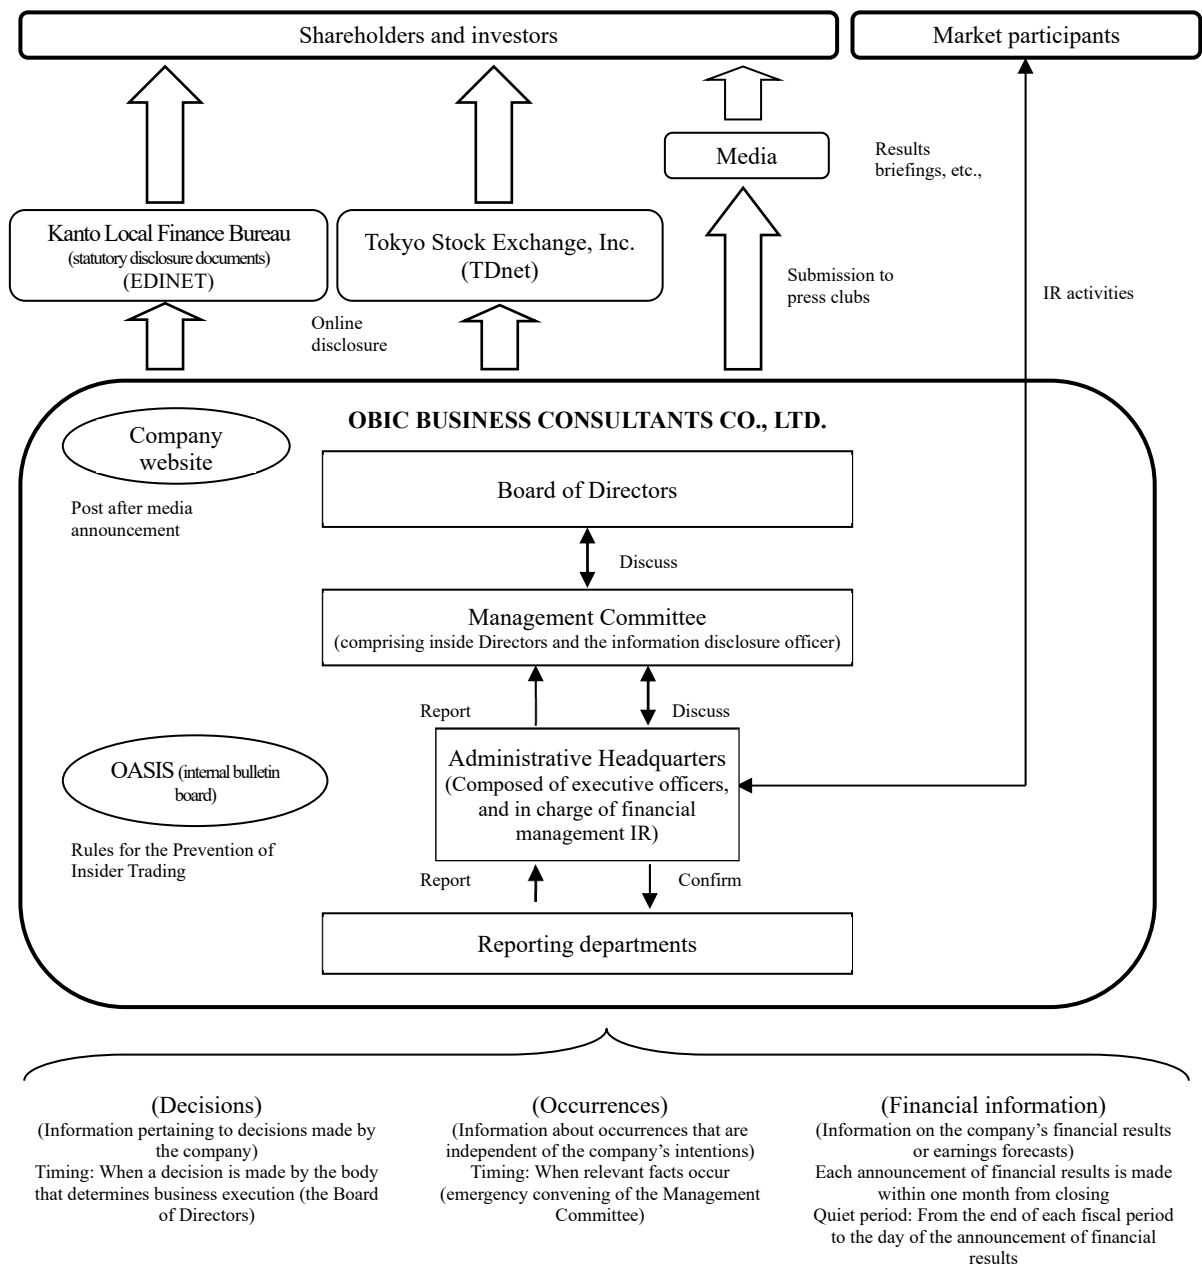 Shareholders and investors
Market participants
Media
Results
briefings, etc.,
Kanto Local Finance Bureau
(statutory disclosure documents)
(EDINET)
Tokyo Stock Exchange, Inc.
(TDnet)
Submission to
press clubs
IR activities
Online
disclosure
OBIC BUSINESS CONSULTANTS CO., LTD.
Company
website
Post after media
announcement
Board of Directors
Discuss
Management Committee
(comprising inside Directors and the information disclosure officer)
Report
Discuss
Administrative Headquarters
(Composed of executive officers,
and in charge of financial
management IR)
OASIS (internal bulletin
board)
Rules for the Prevention of
Insider Trading
Report
Confirm
Reporting departments
(Decisions)
(Information pertaining to decisions made by
the company)
Timing: When a decision is made by the body
that determines business execution (the Board
of Directors)
(Occurrences)
(Information about occurrences that are
independent of the company's intentions)
Timing: When relevant facts occur
(emergency convening of the Management
Committee)
(Financial information)
(Information on the company's financial results
or earnings forecasts)
Each announcement of financial results is made
within one month from closing
Quiet period: From the end of each fiscal period
to the day of the announcement of financial
results